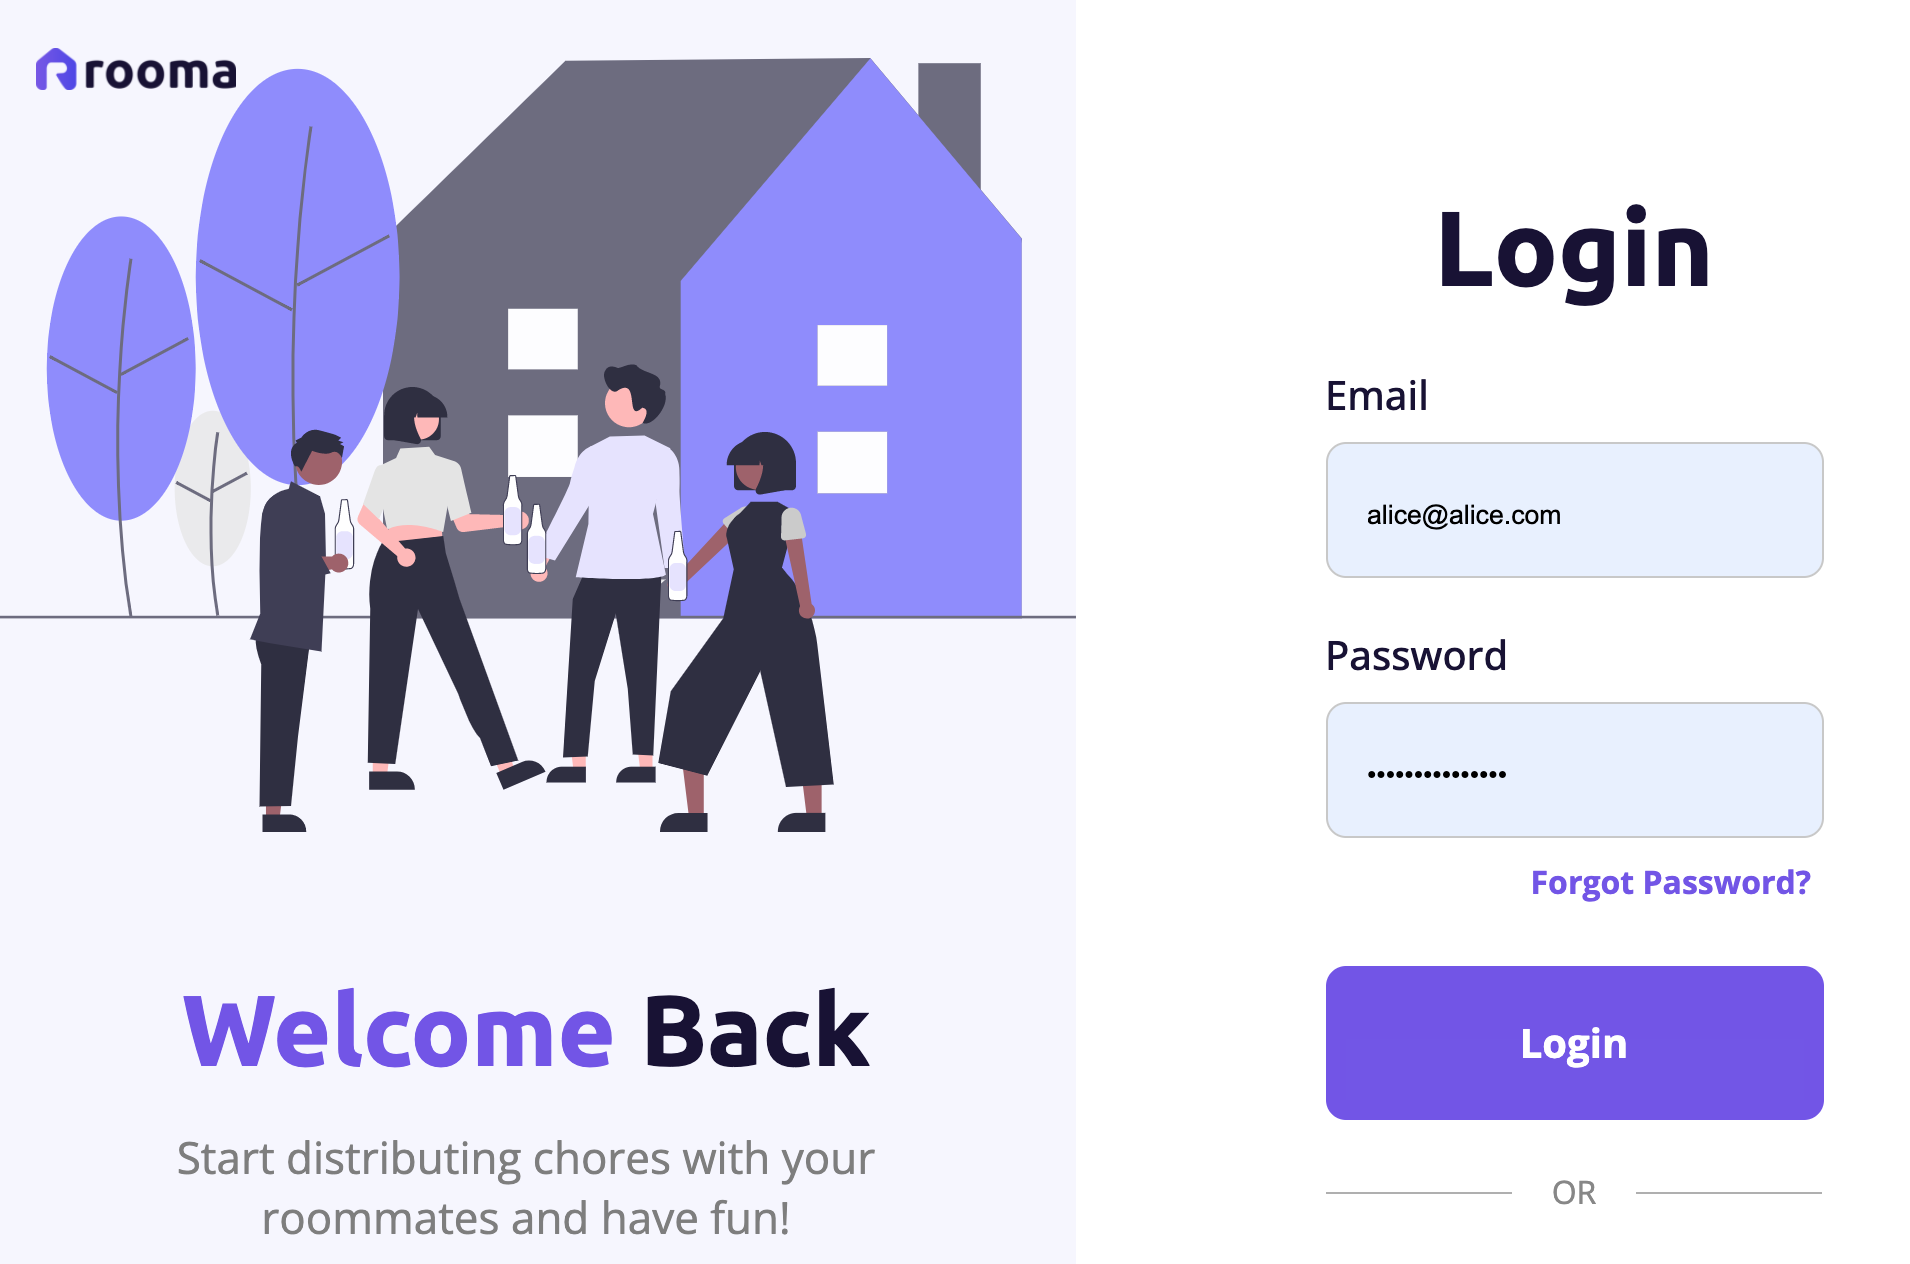 rooma
Welcome Back
Start distributing chores with your
roommates and have fun!
Login
Email
alice@alice.com
Password
•••••••••••••••
Forgot Password?
Login
OR